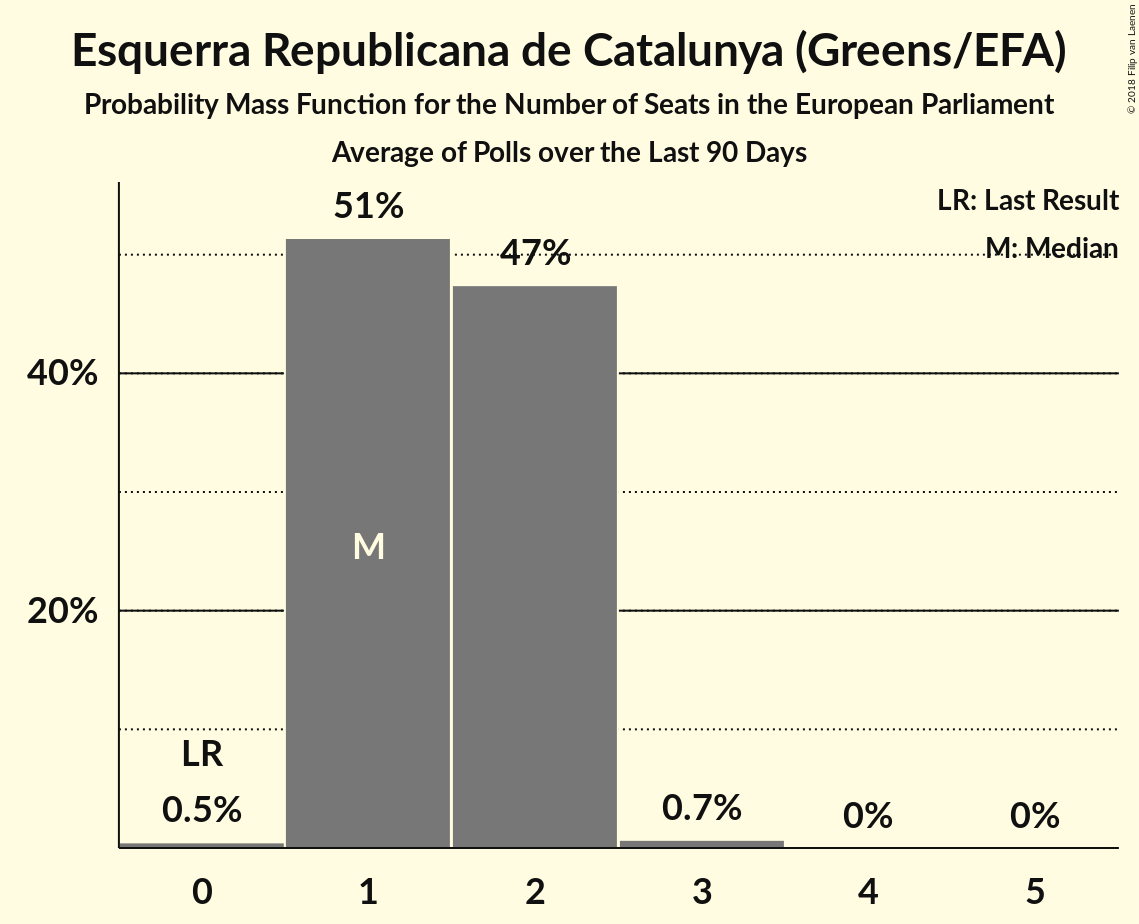 Esquerra Republicana de Catalunya (Greens/EFA)
Probability Mass Function for the Number of Seats in the European Parliament
Average of Polls over the Last 90 Days
© 2018 Filip van Laenen
LR: Last Result
M: Median
51%
47%
40%
20%
M
LR
0.5%
0.7%
0%
0%
0 1 2 3 4 5